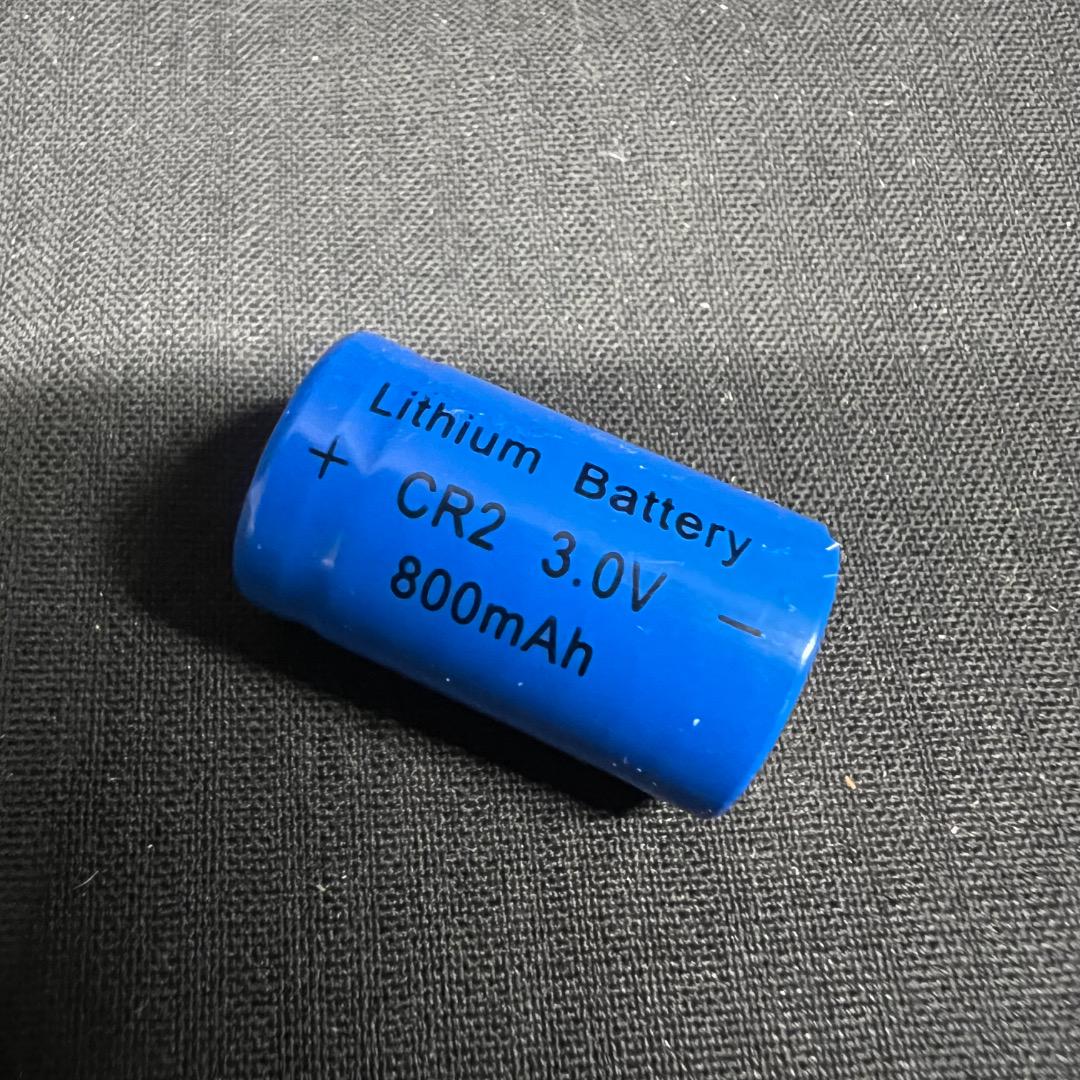 Lithium Battery
+ CR2 3.0V −
800mAh